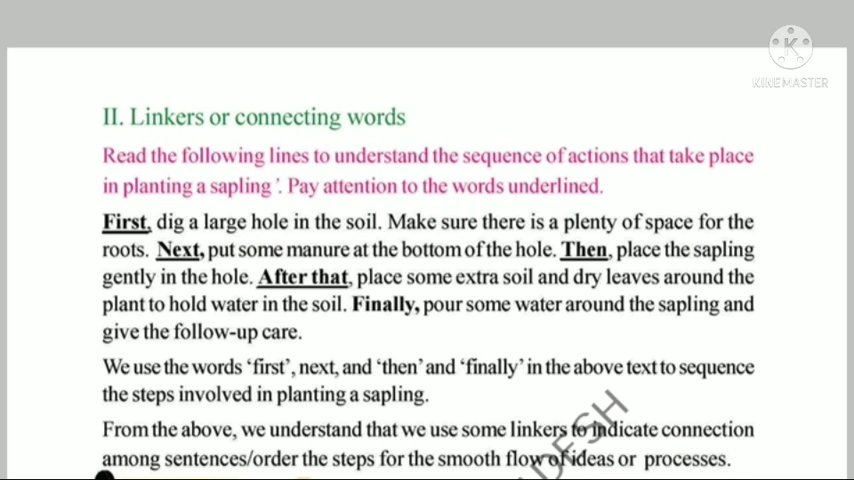 KINEMASTER
II. Linkers or connecting words
Read the following lines to understand the sequence of actions that take place
in planting a sapling'. Pay attention to the words underlined.
First, dig a large hole in the soil. Make sure there is a plenty of space for the
roots. Next, put some manure at the bottom of the hole. Then, place the sapling
gently in the hole. After that, place some extra soil and dry leaves around the
plant to hold water in the soil. Finally, pour some water around the sapling and
give the follow-up care.
We use the words 'first', next, and 'then' and 'finally' in the above text to sequence
the steps involved in planting a sapling.
From the above, we understand that we use some linkers to indicate connection
among sentences/order the steps for the smooth flow of ideas or processes.